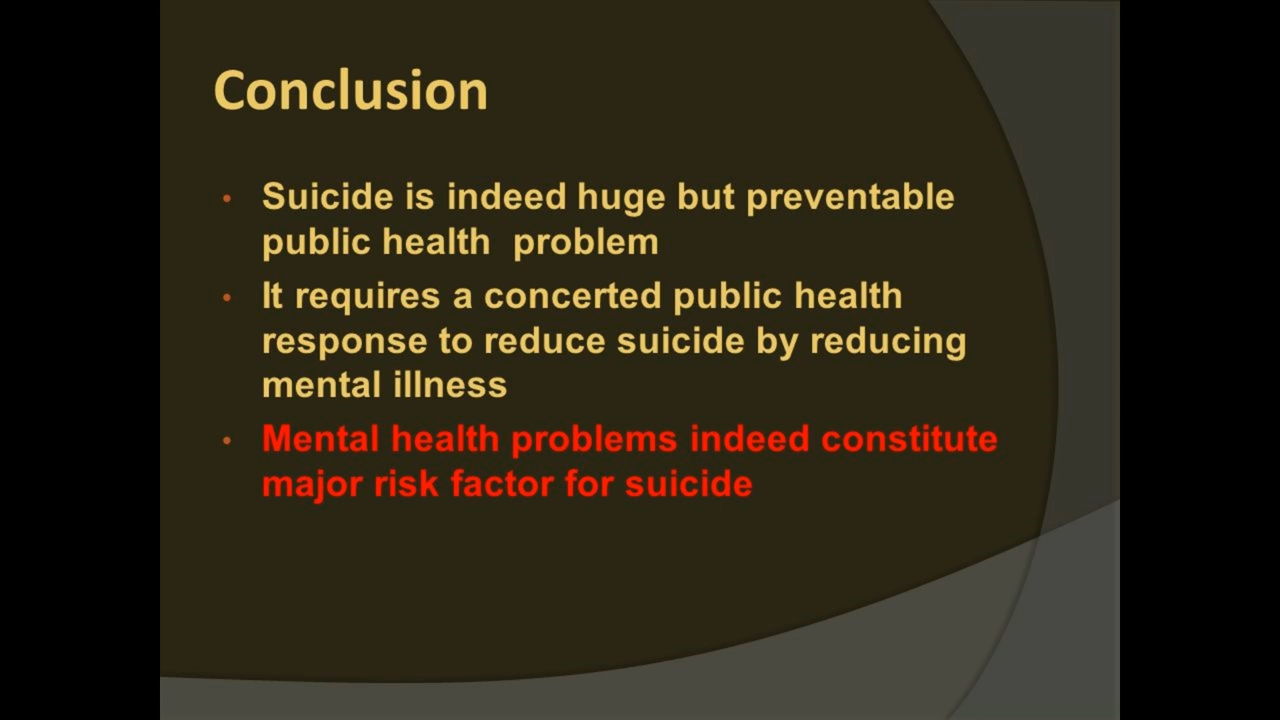 Conclusion
• Suicide is indeed huge but preventable
public health  problem
• It requires a concerted public health
response to reduce suicide by reducing
mental illness
• Mental health problems indeed constitute
major risk factor for suicide